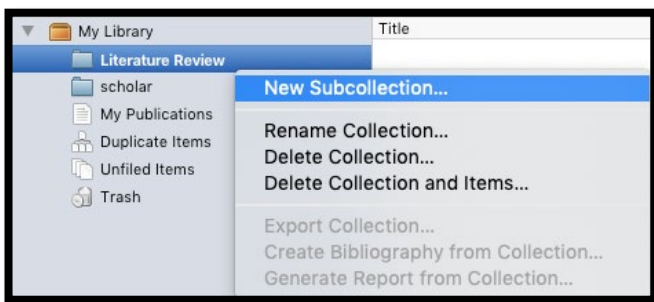 My Library
Literature Review
scholar
My Publications
Duplicate Items
Unfiled Items
Trash
Title
New Subcollection...
Rename Collection...
Delete Collection...
Delete Collection and Items...
Export Collection...
Create Bibliography from Collection...
Generate Report from Collection...